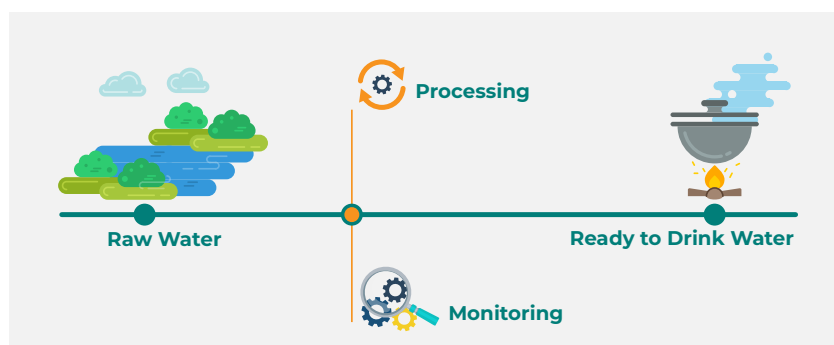 Processing
Raw Water
Ready to Drink Water
Monitoring